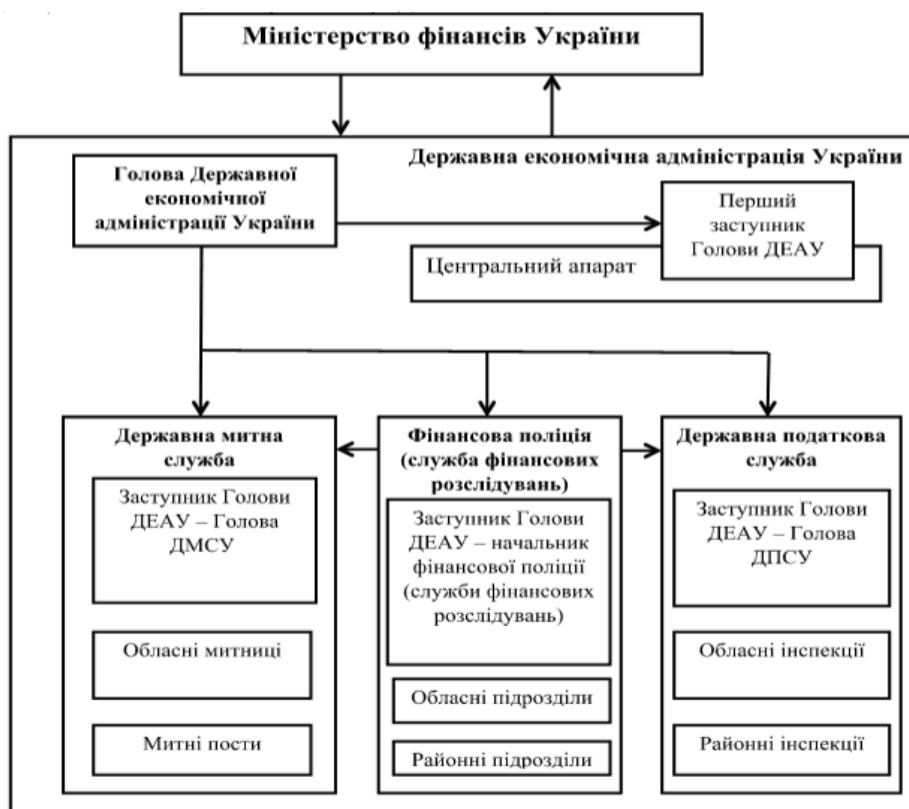 Міністерство фінансів України
Державна економічна адміністрація України
Голова Державної
економічної
адміністрації України
Перший
заступник
Голови ДЕАУ
Центральний апарат
Державна митна
служба
Заступник Голови
ДЕАУ – Голова
ДМСУ
Обласні митниці
Митні пости
Фінансова поліція
(служба фінансових
розслідувань)
Заступник Голови
ДЕАУ – начальник
фінансової поліції
(служби фінансових
розслідувань)
Обласні підрозділи
Районні підрозділи
Державна податкова
служба
Заступник Голови
ДЕАУ – Голова
ДПСУ
Обласні інспекції
Районні інспекції